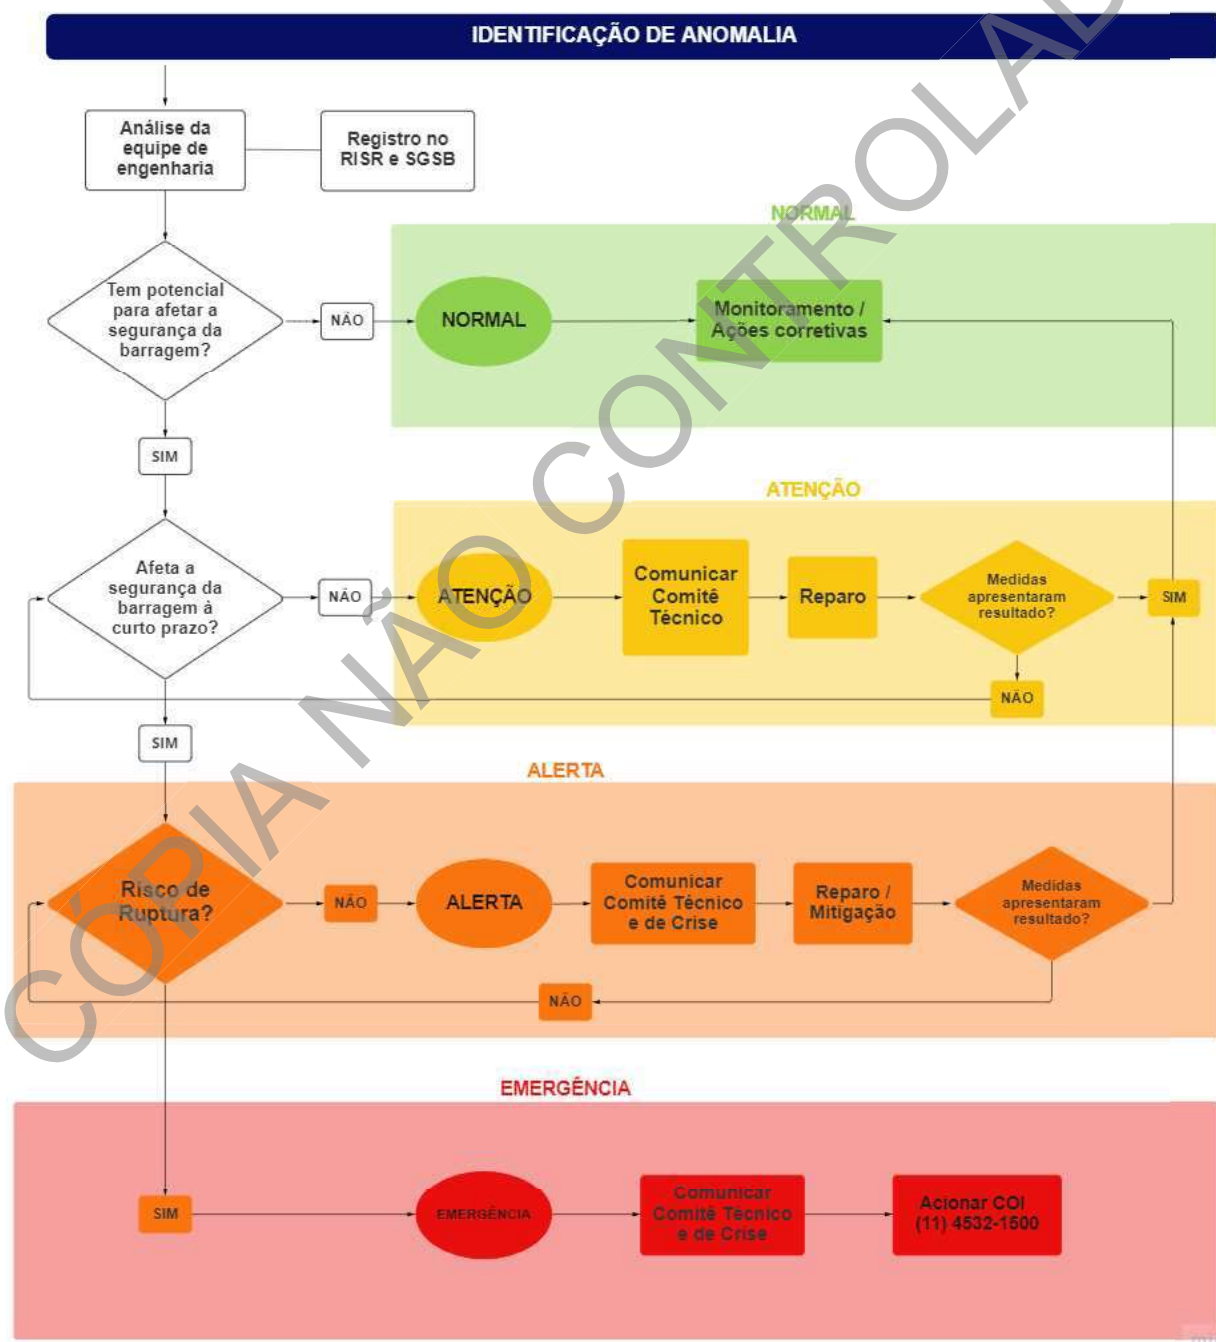 IDENTIFICAÇÃO DE ANOMALIA
Análise da
equipe de
engenharia
Registro no
RISR e SGSB
NORMAL
Tem potencial
para afetar a
segurança da
barragem?
NÃO
NORMAL
Monitoramento /
Ações corretivas
SIM
ATENÇÃO
Afeta a
segurança da
barragem à
curto prazo?
NÃO
ATENÇÃO
Comunicar
Comitê
Técnico
Reparo
Medidas
apresentaram
resultado?
SIM
NÃO
SIM
ALERTA
Risco de
Ruptura?
NÃO
ALERTA
Comunicar
Comitê Técnico
e de Crise
Reparo /
Mitigação
Medidas
apresentaram
resultado?
NÃO
EMERGÊNCIA
SIM
EMERGÊNCIA
Comunicar
Comitê Técnico
e de Crise
Acionar COI
(11) 4532-1500
CÓPIA NÃO